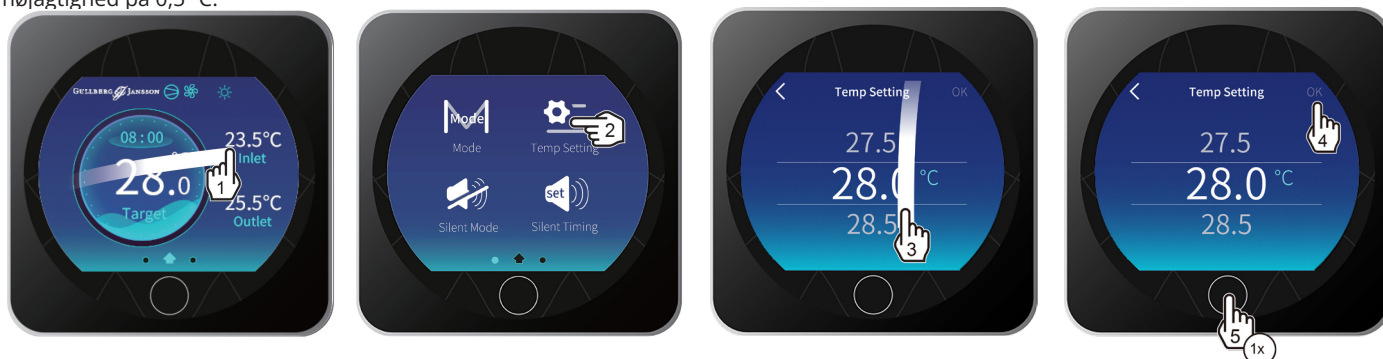 nøjagtighed på 0,5 °C.
GULLBERG & JANSSON
08:00
28.0
Target
23.5°C
Inlet
25.5°C
Outlet
1
Mode
Mode
Temp Setting
2
Silent Mode
set
Silent Timing
Temp Setting
OK
27.5
28.0 °C
28.5
3
Temp Setting
OK
4
27.5
28.0 °C
28.5
5
1x